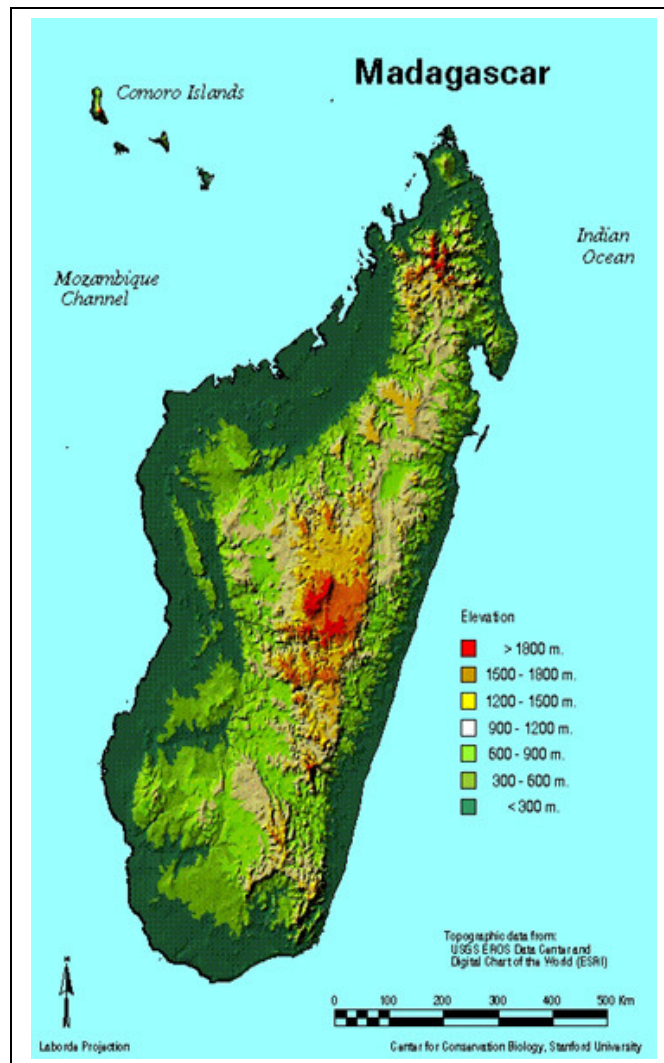 Madagascar
Comoro Islands
Indian
Ocean
Mozambique
Channel
Elevation
> 1800 m.
1500 - 1800 m.
1200 - 1500 m.
900 - 1200 m.
600 - 900 m.
300 - 600 m.
< 300 m.
Topographic data from:
USGS EROS Data Center and
Digital Chart of the World (ESRI)
0 100 200 300 400 500 Km
Laborde Projection
Center for Conservation Biology, Stanford University